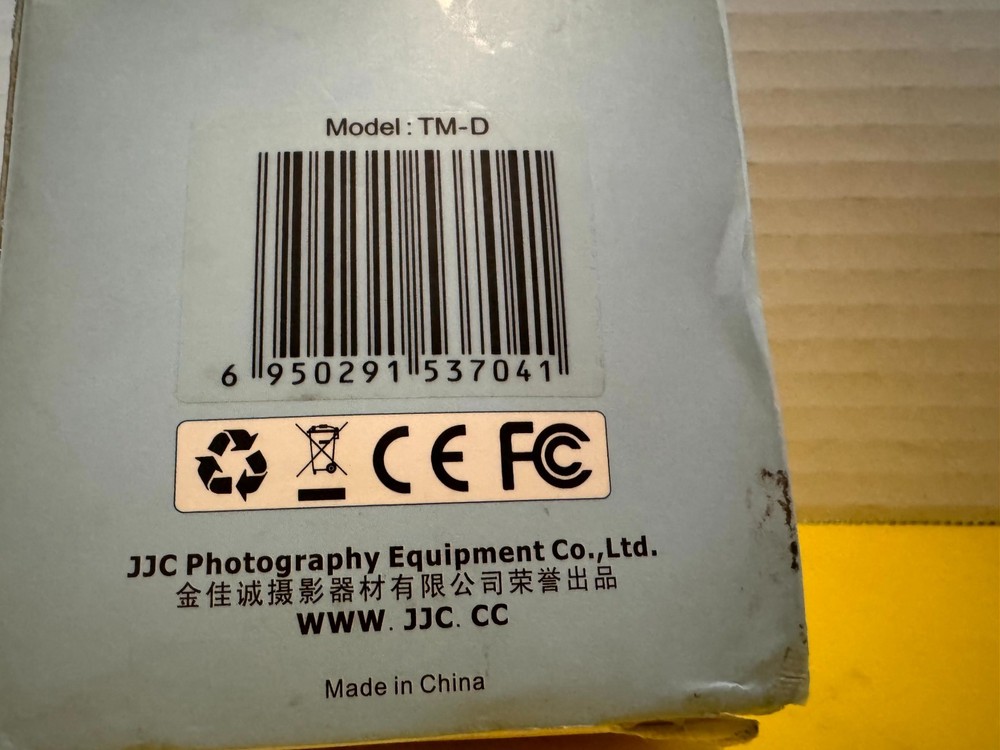 Model : TM-D
6 950291 537041
CE FC
JJC Photography Equipment Co.,Ltd.
金佳诚摄影器材有限公司荣誉出品
WWW. JJC. CC
Made in China